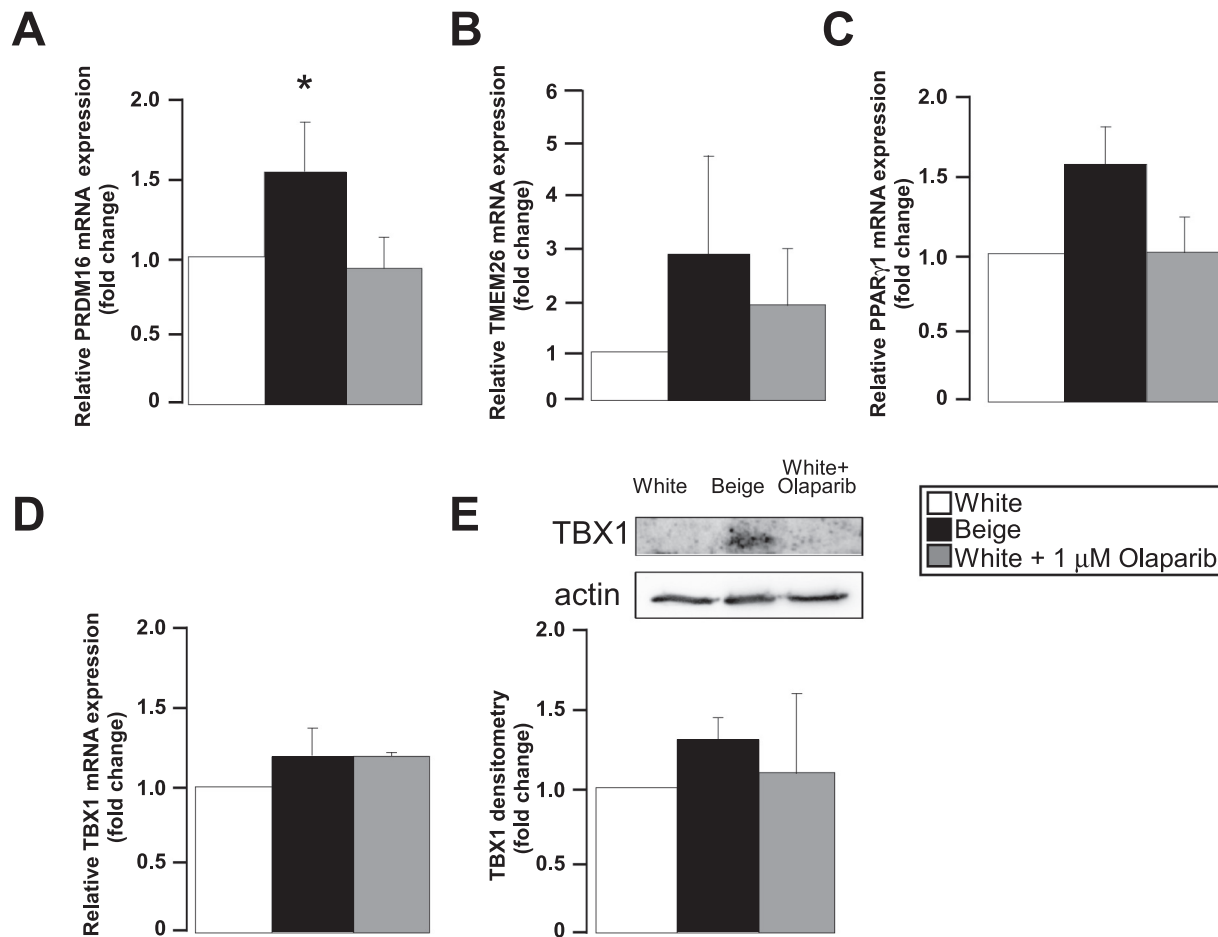 A
Relative PRDM16 mRNA expression
(fold change)
2.0
1.5
1.0
0.5
0
*
B
Relative TMEM26 mRNA expression
(fold change)
6
5
4
3
2
1
0
C
Relative PPARγ1 mRNA expression
(fold change)
2.0
1.5
1.0
0.5
0
D
Relative TBX1 mRNA expression
(fold change)
2.0
1.5
1.0
0.5
0
E
White
Beige
White+
Olaparib
TBX1
actin
TBX1 densitometry
(fold change)
2.0
1.5
1.0
0.5
0
White
Beige
White + 1 μM Olaparib